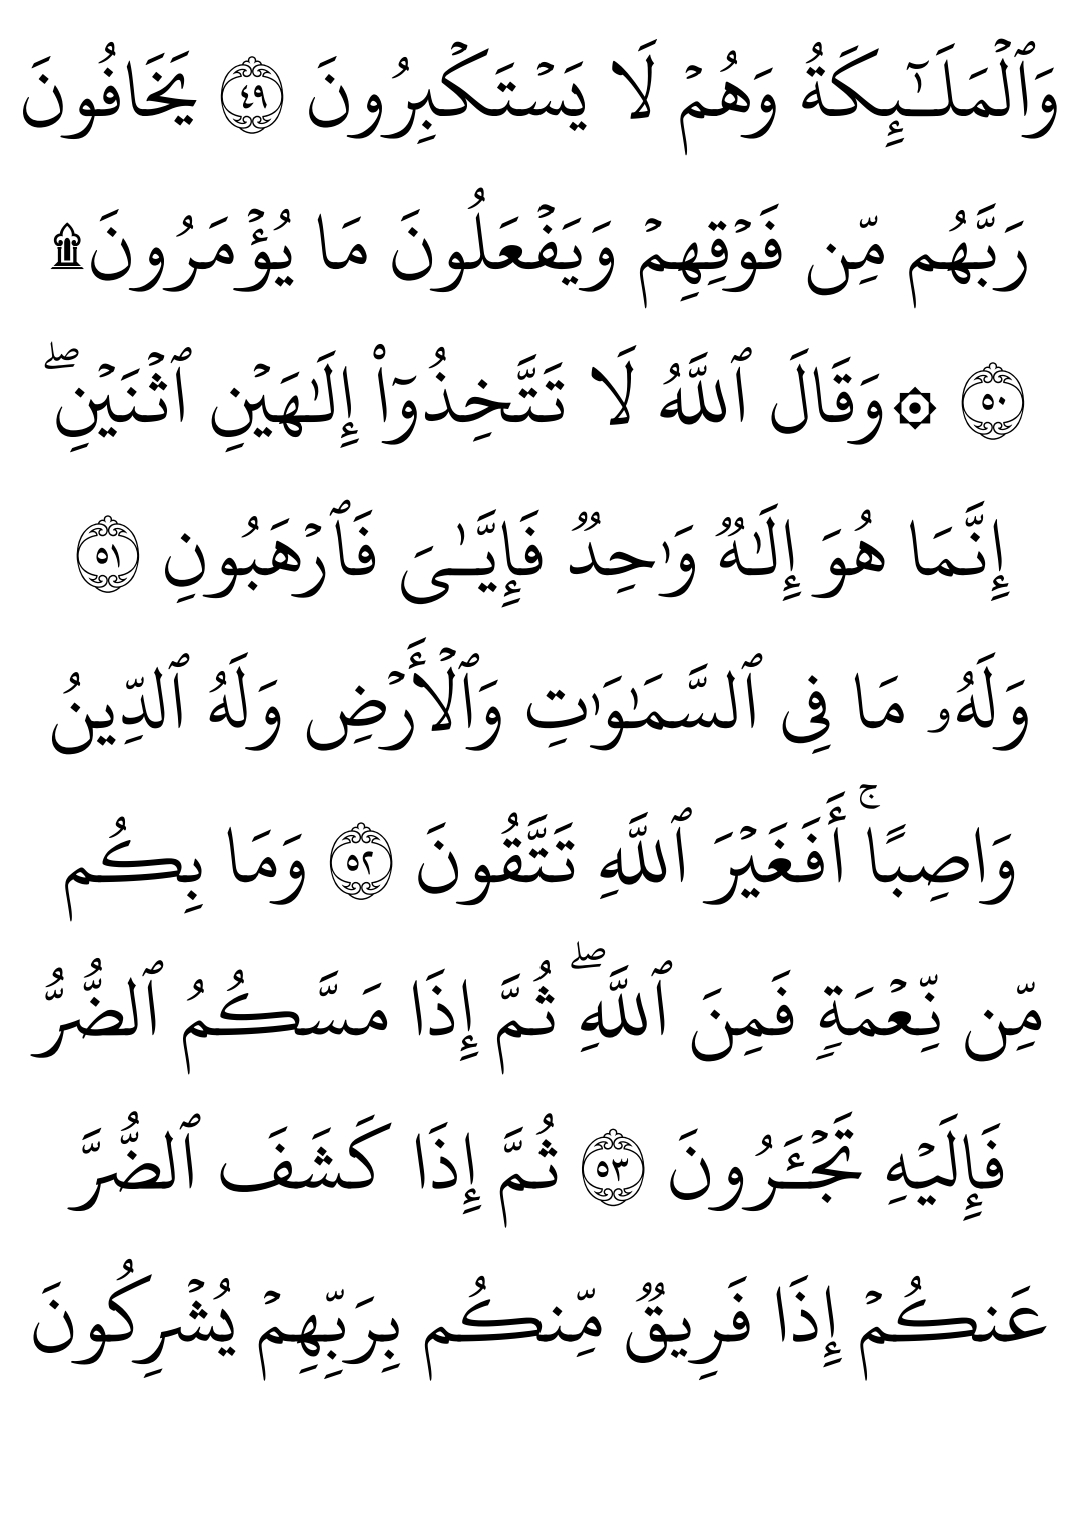 وَٱلۡمَلَـٰٓئِكَةُ وَهُمۡ لَا يَسۡتَكۡبِرُونَ ٤٩ يَخَافُونَ
رَبَّهُم مِّن فَوۡقِهِمۡ وَيَفۡعَلُونَ مَا يُؤۡمَرُونَ۩
٥٠ ۞وَقَالَ ٱللَّهُ لَا تَتَّخِذُوٓاْ إِلَـٰهَيۡنِ ٱثۡنَيۡنِۖ
إِنَّمَا هُوَ إِلَـٰهٞ وَٰحِدٞ فَإِيَّـٰيَ فَٱرۡهَبُونِ ٥١
وَلَهُۥ مَا فِي ٱلسَّمَٰوَٰتِ وَٱلۡأَرۡضِ وَلَهُ ٱلدِّينُ
وَاصِبًاۚ أَفَغَيۡرَ ٱللَّهِ تَتَّقُونَ ٥٢ وَمَا بِكُم
مِّن نِّعۡمَةٖ فَمِنَ ٱللَّهِۖ ثُمَّ إِذَا مَسَّكُمُ ٱلضُّرُّ
فَإِلَيۡهِ تَجۡـَٔرُونَ ٥٣ ثُمَّ إِذَا كَشَفَ ٱلضُّرَّ
عَنكُمۡ إِذَا فَرِيقٞ مِّنكُم بِرَبِّهِمۡ يُشۡرِكُونَ